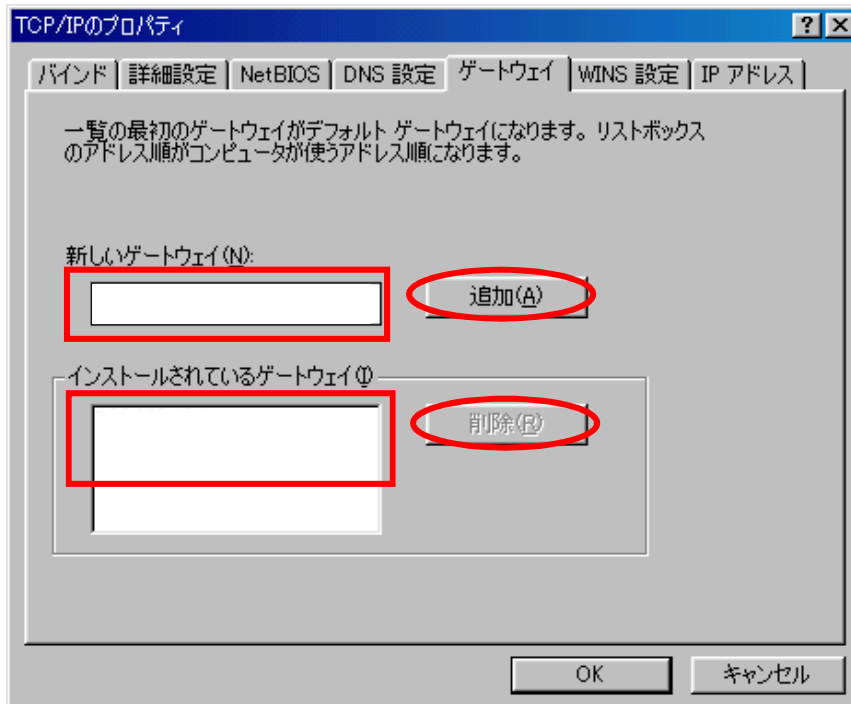 TCP/IPのプロパティ
バインド 詳細設定 NetBIOS DNS 設定 ゲートウェイ WINS 設定 IP アドレス
一覧の最初のゲートウェイがデフォルト ゲートウェイになります。リストボックス
のアドレス順がコンピュータが使うアドレス順になります。
新しいゲートウェイ(N):
追加(A)
インストールされているゲートウェイ(I)
削除(R)
OK キャンセル